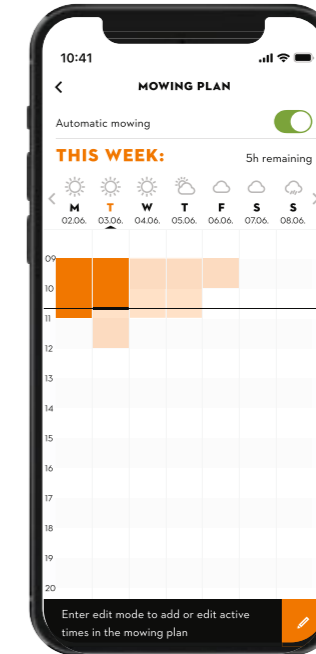 10:41
MOWING PLAN
Automatic mowing
THIS WEEK: 5h remaining
M T W T F S S
02.06. 03.06. 04.06. 05.06. 06.06. 07.06. 08.06.
09
10
11
12
13
14
15
16
17
18
19
20
Enter edit mode to add or edit active
times in the mowing plan